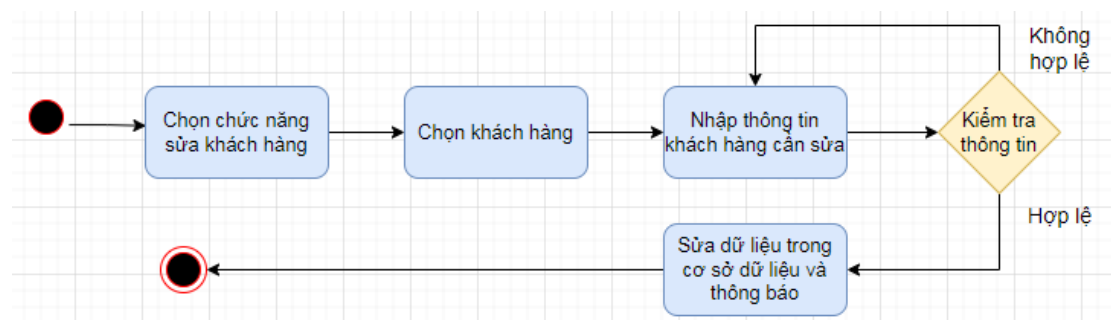 Không
hợp lệ
Chọn chức năng
sửa khách hàng
Chọn khách hàng
Nhập thông tin
khách hàng cần sửa
Kiểm tra
thông tin
Hợp lệ
Sửa dữ liệu trong
cơ sở dữ liệu và
thông báo